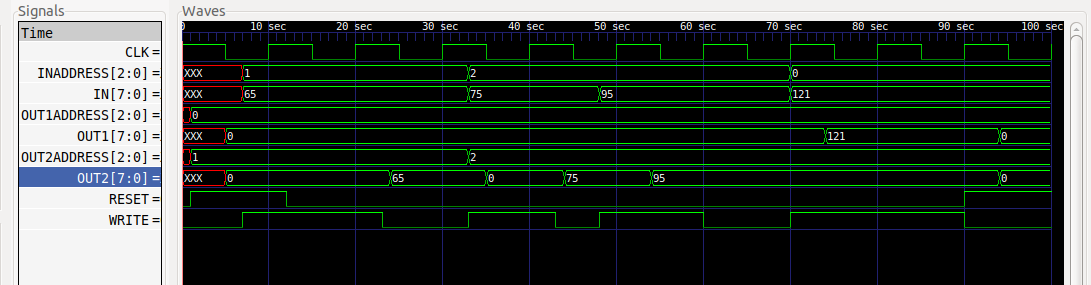 Signals
Waves
Time
0 10 sec 20 sec 30 sec 40 sec 50 sec 60 sec 70 sec 80 sec 90 sec 100 sec
CLK =
INADDRESS[2:0] = XXX 1 2 0
IN[7:0] = XXX 65 75 95 121
OUT1ADDRESS[2:0] = 0
OUT1[7:0] = XXX 0 121 0
OUT2ADDRESS[2:0] = 1 2
OUT2[7:0] = XXX 0 65 0 75 95 0
RESET =
WRITE =